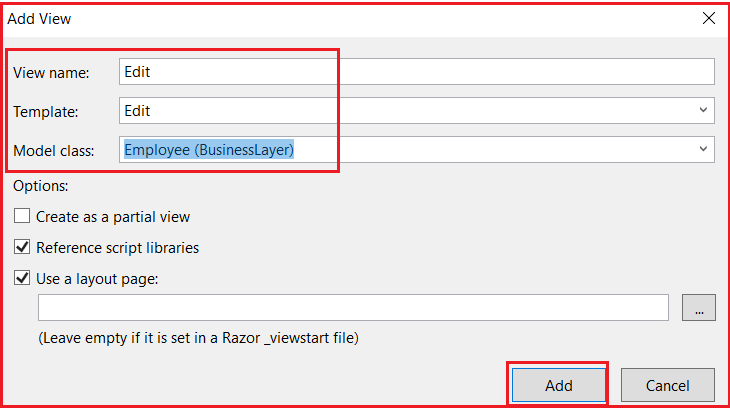 Add View
View name: Edit
Template: Edit
Model class: Employee (BusinessLayer)
Options:
Create as a partial view
Reference script libraries
Use a layout page:
...
(Leave empty if it is set in a Razor _viewstart file)
Add Cancel